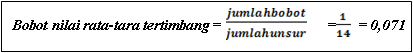 Bobot nilai rata-tara tertimbang = jumlahbobot / jumlahunsur = 1 / 14 = 0,071